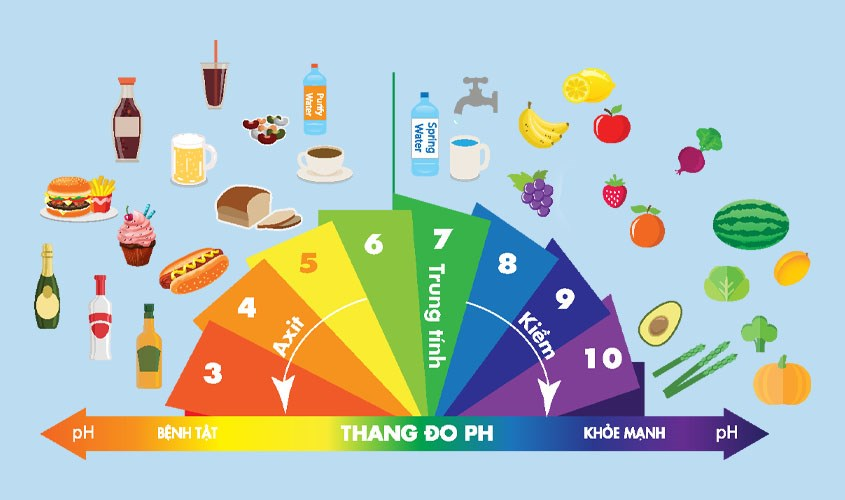 Purify Water
Spring Water
3
4
5
6
7
8
9
10
Axit
Trung tính
Kiềm
pH
BỆNH TẬT
THANG ĐO PH
KHỎE MẠNH
pH